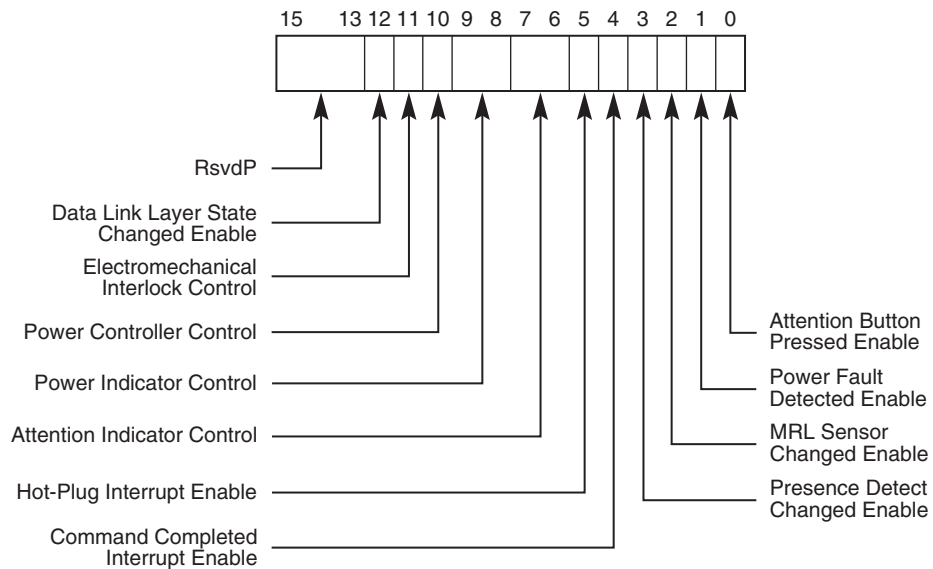 15 13 12 11 10 9 8 7 6 5 4 3 2 1 0
RsvdP
Data Link Layer State
Changed Enable
Electromechanical
Interlock Control
Power Controller Control
Power Indicator Control
Attention Indicator Control
Hot-Plug Interrupt Enable
Command Completed
Interrupt Enable
Attention Button
Pressed Enable
Power Fault
Detected Enable
MRL Sensor
Changed Enable
Presence Detect
Changed Enable